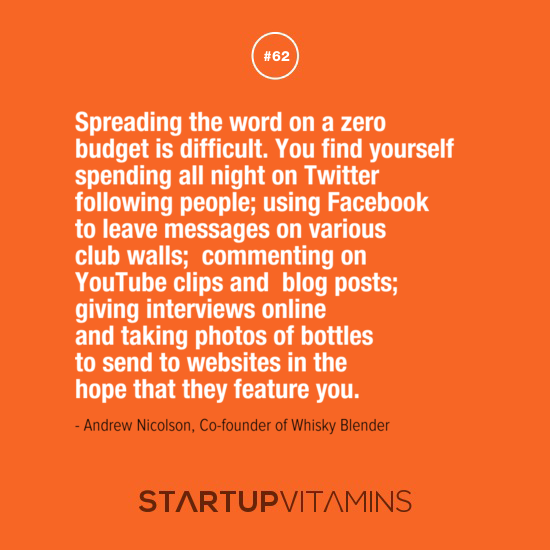 #62
Spreading the word on a zero
budget is difficult. You find yourself
spending all night on Twitter
following people; using Facebook
to leave messages on various
club walls;  commenting on
YouTube clips and  blog posts;
giving interviews online
and taking photos of bottles
to send to websites in the
hope that they feature you.
- Andrew Nicolson, Co-founder of Whisky Blender
STARTUPVITAMINS